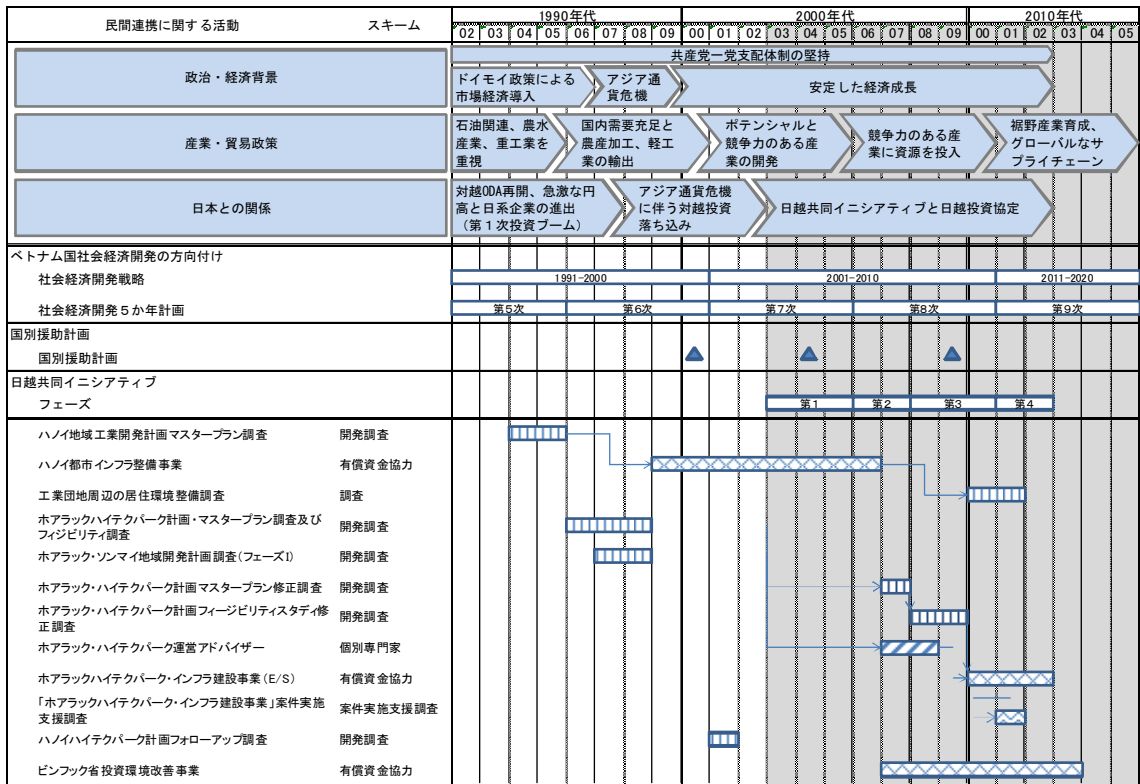 民間連携に関する活動 スキーム 1990年代 2000年代 2010年代
02 03 04 05 06 07 08 09 00 01 02 03 04 05 06 07 08 09 00 01 02 03 04 05
政治・経済背景
共産党一党支配体制の堅持
ドイモイ政策による
市場経済導入
アジア通
貨危機
安定した経済成長
産業・貿易政策
石油関連、農水
産業、重工業を
重視
国内需要充足と
農産加工、軽工
業の輸出
ポテンシャルと
競争力のある産
業の開発
競争力のある産
業に資源を投入
裾野産業育成、
グローバルなサ
プライチェーン
日本との関係
対越ODA再開、急激な円
高と日系企業の進出
（第１次投資ブーム）
アジア通貨危機
に伴う対越投資
落ち込み
日越共同イニシアティブと日越投資協定
ベトナム国社会経済開発の方向付け
社会経済開発戦略 1991-2000 2001-2010 2011-2020
社会経済開発５か年計画 第5次 第6次 第7次 第8次 第9次
国別援助計画
国別援助計画
日越共同イニシアティブ
フェーズ 第1 第2 第3 第4
ハノイ地域工業開発計画マスタープラン調査 開発調査
ハノイ都市インフラ整備事業 有償資金協力
工業団地周辺の居住環境整備調査 調査
ホアラックハイテクパーク計画・マスタープラン調査及び
フィジビリティ調査 開発調査
ホアラック・ソンマイ地域開発計画調査（フェーズI） 開発調査
ホアラック・ハイテクパーク計画マスタープラン修正調査 開発調査
ホアラック・ハイテクパーク計画フィージビリティスタディ修
正調査 開発調査
ホアラック・ハイテクパーク運営アドバイザー 個別専門家
ホアラックハイテクパーク・インフラ建設事業（E/S） 有償資金協力
「ホアラックハイテクパーク・インフラ建設事業」案件実施
支援調査 案件実施支援調査
ハノイハイテクパーク計画フォローアップ調査 開発調査
ビンフック省投資環境改善事業 有償資金協力